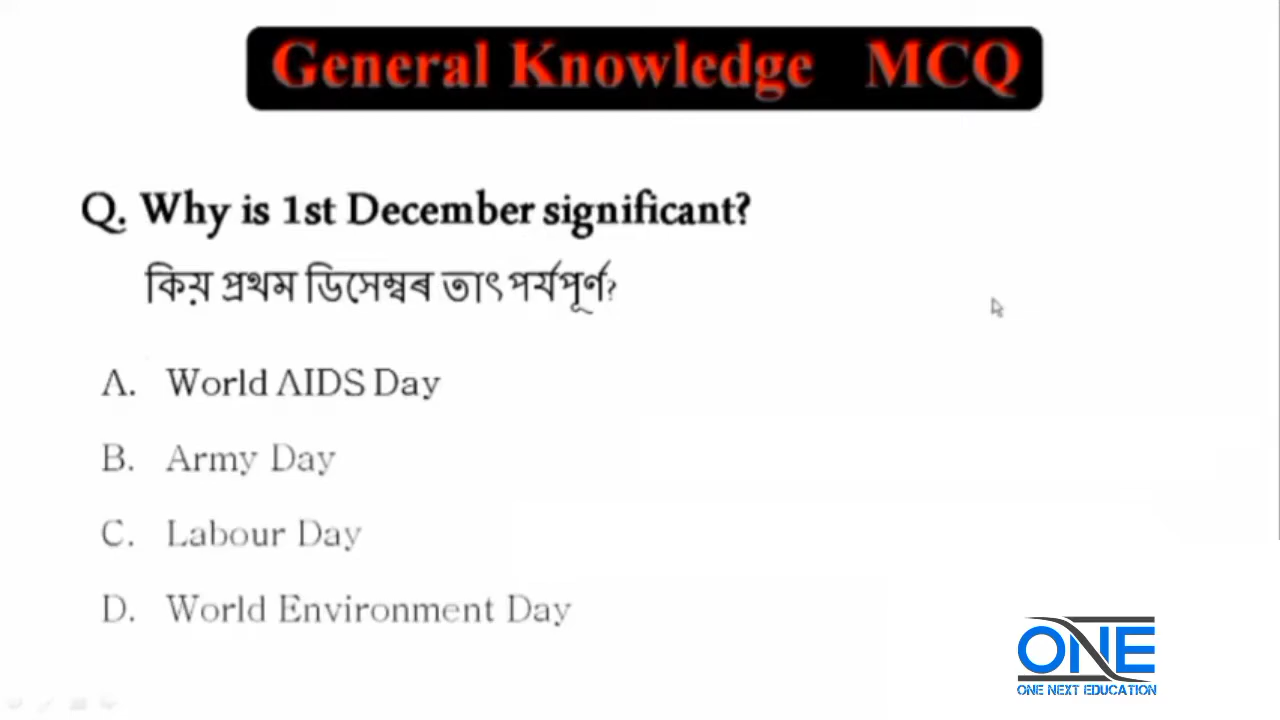 General Knowledge MCQ
Q. Why is 1st December significant?
কিয় প্ৰথম ডিসেম্বৰ তাৎপৰ্যপূৰ্ণ?
A. World AIDS Day
B. Army Day
C. Labour Day
D. World Environment Day
ONE
ONE NEXT EDUCATION